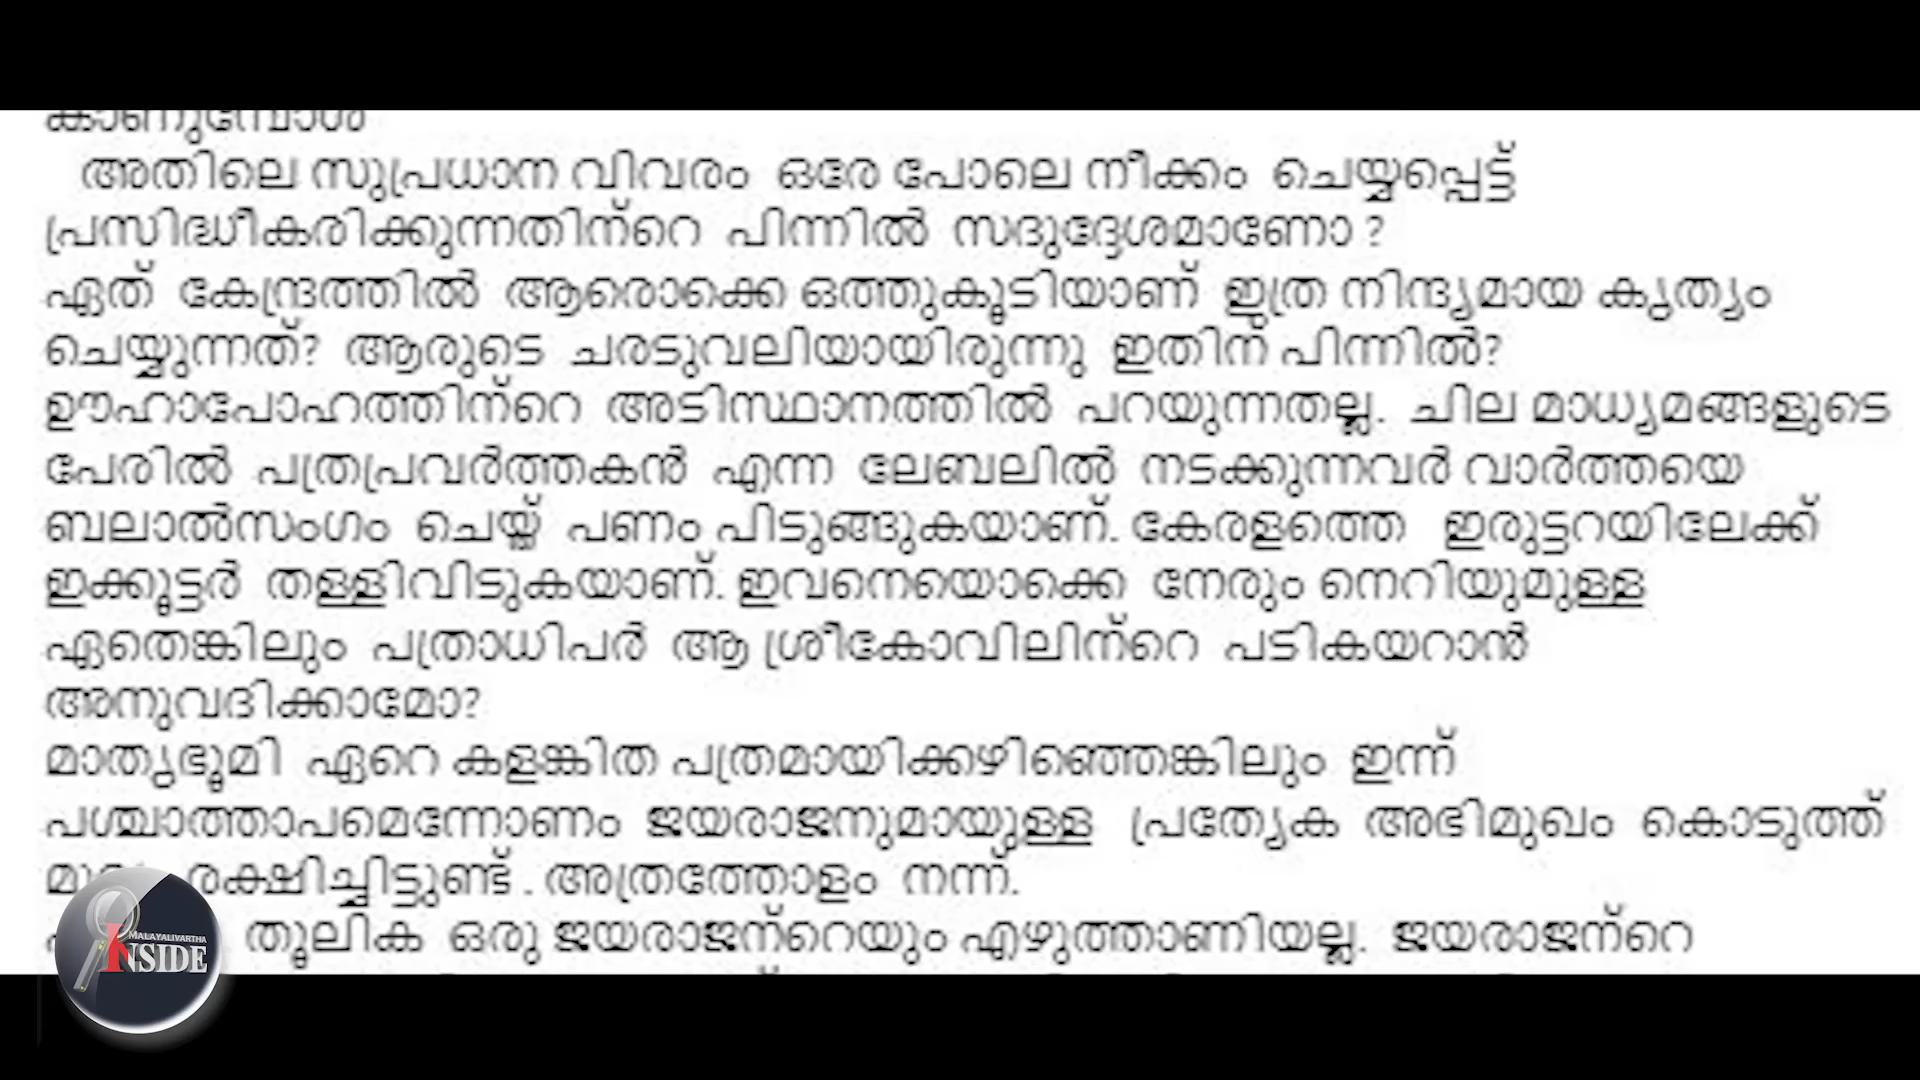 കാണുമ്പോൾ
അതിലെ സുപ്രധാന വിവരം ഒരേ പോലെ നീക്കം ചെയ്യപ്പെട്ട്
പ്രസിദ്ധീകരിക്കുന്നതിന്റെ പിന്നിൽ സദുദ്ദേശമാണോ ?
ഏത് കേന്ദ്രത്തിൽ ആരൊക്കെ ഒത്തുകൂടിയാണ് ഇത്ര നിന്ദ്യമായ കൃത്യം
ചെയ്യുന്നത്? ആരുടെ ചരടുവലിയായിരുന്നു ഇതിന് പിന്നിൽ?
ഊഹാപോഹത്തിന്റെ അടിസ്ഥാനത്തിൽ പറയുന്നതല്ല. ചില മാധ്യമങ്ങളുടെ
പേരിൽ പത്രപ്രവർത്തകൻ എന്ന ലേബലിൽ നടക്കുന്നവർ വാർത്തയെ
ബലാൽസംഗം ചെയ്ത് പണം പിടുങ്ങുകയാണ്. കേരളത്തെ ഇരുട്ടറയിലേക്ക്
ഇക്കൂട്ടർ തള്ളിവിടുകയാണ്. ഇവനെയൊക്കെ നേരും നെറിയുമുള്ള
ഏതെങ്കിലും പത്രാധിപർ ആ ശ്രീകോവിലിന്റെ പടികയറാൻ
അനുവദിക്കാമോ?
മാതൃഭൂമി ഏറെ കളങ്കിത പത്രമായിക്കഴിഞ്ഞെങ്കിലും ഇന്ന്
പശ്ചാത്താപമെന്നോണം ജയരാജനുമായുള്ള പ്രത്യേക അഭിമുഖം കൊടുത്ത്
രക്ഷിച്ചിട്ടുണ്ട് . അത്രത്തോളം നന്ന്.
തൂലിക ഒരു ജയരാജന്റെയും എഴുത്താണിയല്ല. ജയരാജന്റെ
MALAYALIVARTHA
INSIDE